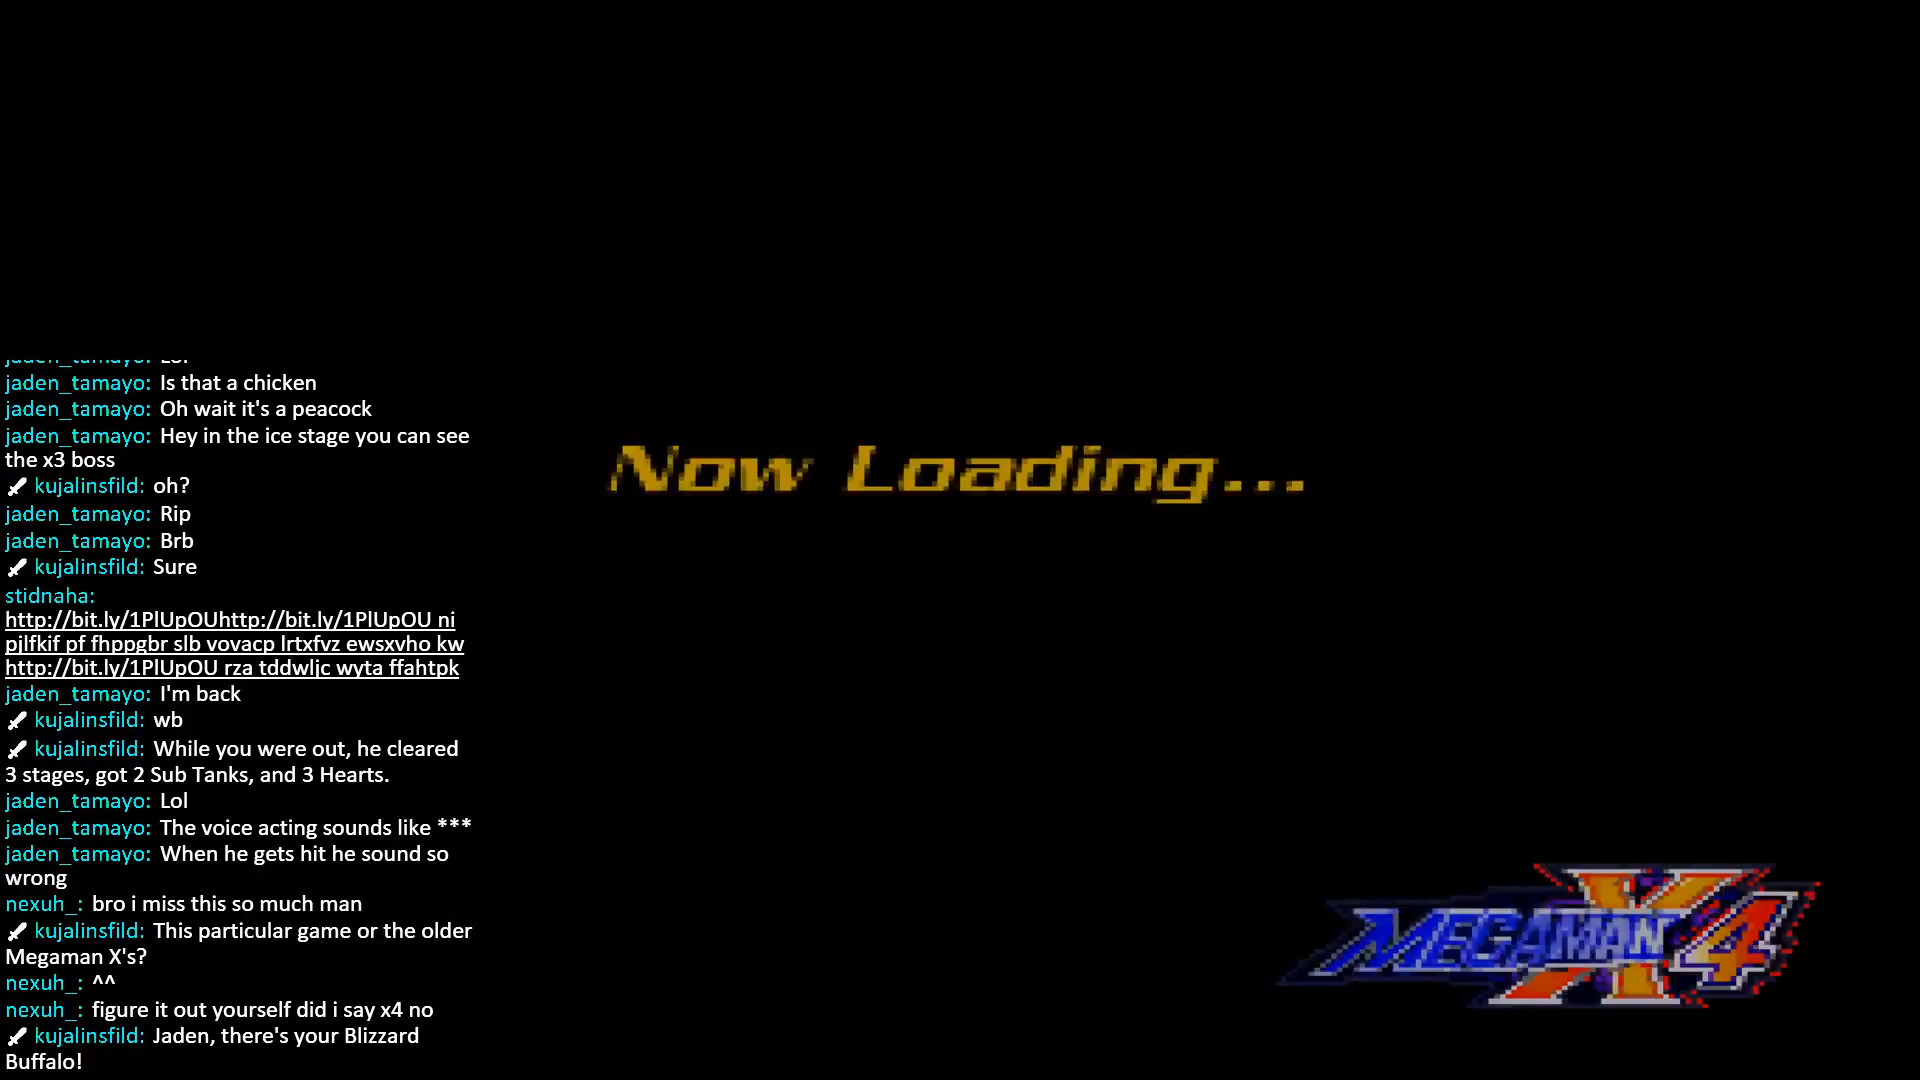 jaden_tamayo: Lol
jaden_tamayo: Is that a chicken
jaden_tamayo: Oh wait it's a peacock
jaden_tamayo: Hey in the ice stage you can see
the x3 boss
kujalinsfild: oh?
jaden_tamayo: Rip
jaden_tamayo: Brb
kujalinsfild: Sure
stidnaha:
http://bit.ly/1PlUpOUhttp://bit.ly/1PlUpOU ni
pjlfkif pf fhppgbr slb vovacp lrtxfvz ewsxvho kw
http://bit.ly/1PlUpOU rza tddwljc wyta ffahtpk
jaden_tamayo: I'm back
kujalinsfild: wb
kujalinsfild: While you were out, he cleared
3 stages, got 2 Sub Tanks, and 3 Hearts.
jaden_tamayo: Lol
jaden_tamayo: The voice acting sounds like ***
jaden_tamayo: When he gets hit he sound so
wrong
nexuh_: bro i miss this so much man
kujalinsfild: This particular game or the older
Megaman X's?
nexuh_: ^^
nexuh_: figure it out yourself did i say x4 no
kujalinsfild: Jaden, there's your Blizzard
Buffalo!
Now Loading...
MEGAMAN X4